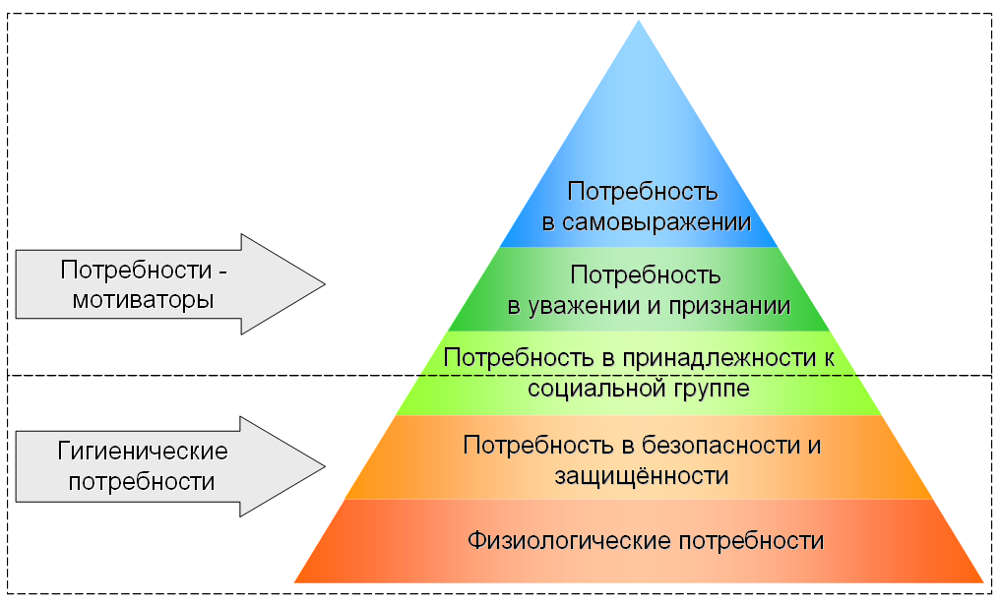 Потребность
в самовыражении
Потребности -
мотиваторы
Потребность
в уважении и признании
Потребность в принадлежности к
социальной группе
Гигиенические
потребности
Потребность в безопасности и
защищённости
Физиологические потребности